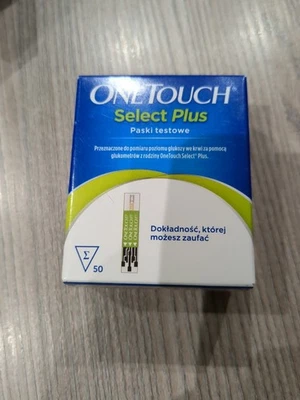 ONETOUCH
Select Plus
Paski testowe
Przeznaczone do pomiaru poziomu glukozy we krwi za pomocą
glukometrów z rodziny OneTouch Select® Plus.
Dokładność, której
możesz zaufać
Σ 50